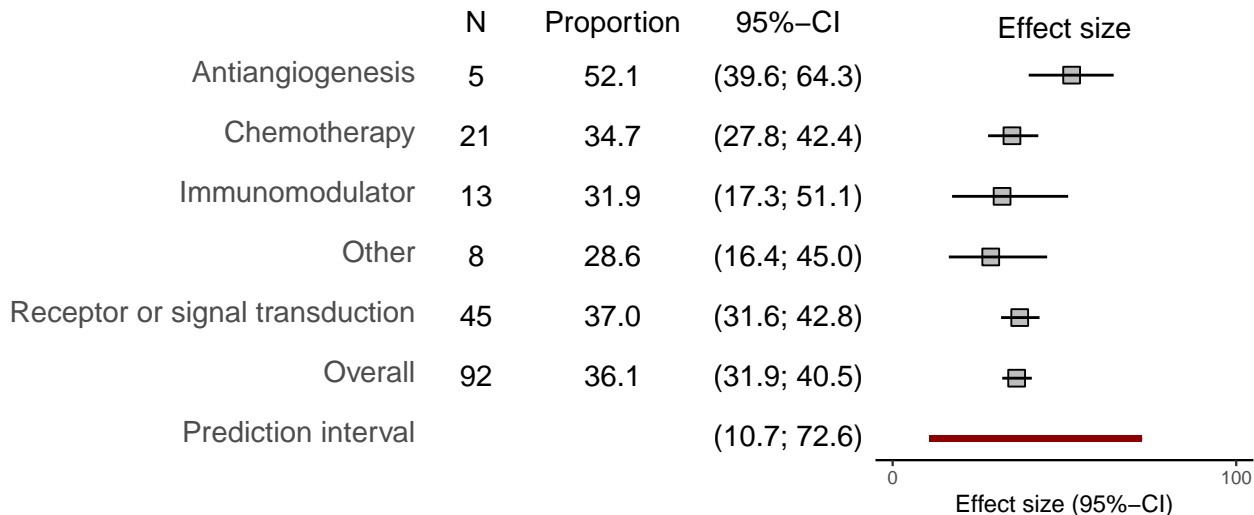 N Proportion 95%−CI Effect size
Antiangiogenesis 5 52.1 (39.6; 64.3)
Chemotherapy 21 34.7 (27.8; 42.4)
Immunomodulator 13 31.9 (17.3; 51.1)
Other 8 28.6 (16.4; 45.0)
Receptor or signal transduction 45 37.0 (31.6; 42.8)
Overall 92 36.1 (31.9; 40.5)
Prediction interval (10.7; 72.6)
0 100
Effect size (95%−CI)